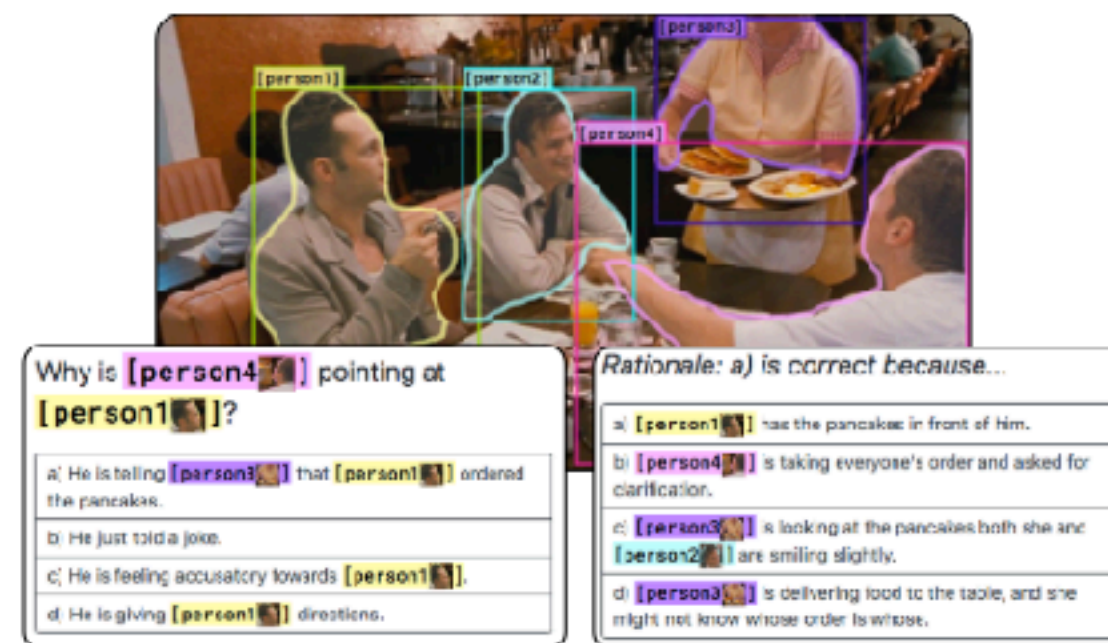 [person1]
[person2]
[person3]
[person4]
Why is [person4] pointing at
[person1]?
a) He is telling [person3] that [person1] ordered
the pancakes.
b) He just told a joke.
c) He is feeling accusatory towards [person1].
d) He is giving [person1] directions.
Rationale: a) is correct because...
a) [person1] has the pancakes in front of him.
b) [person4] is taking everyone's order and asked for
clarification.
c) [person3] is looking at the pancakes both she and
[person2] are smiling slightly.
d) [person3] is delivering food to the table, and she
might not know whose order is whose.